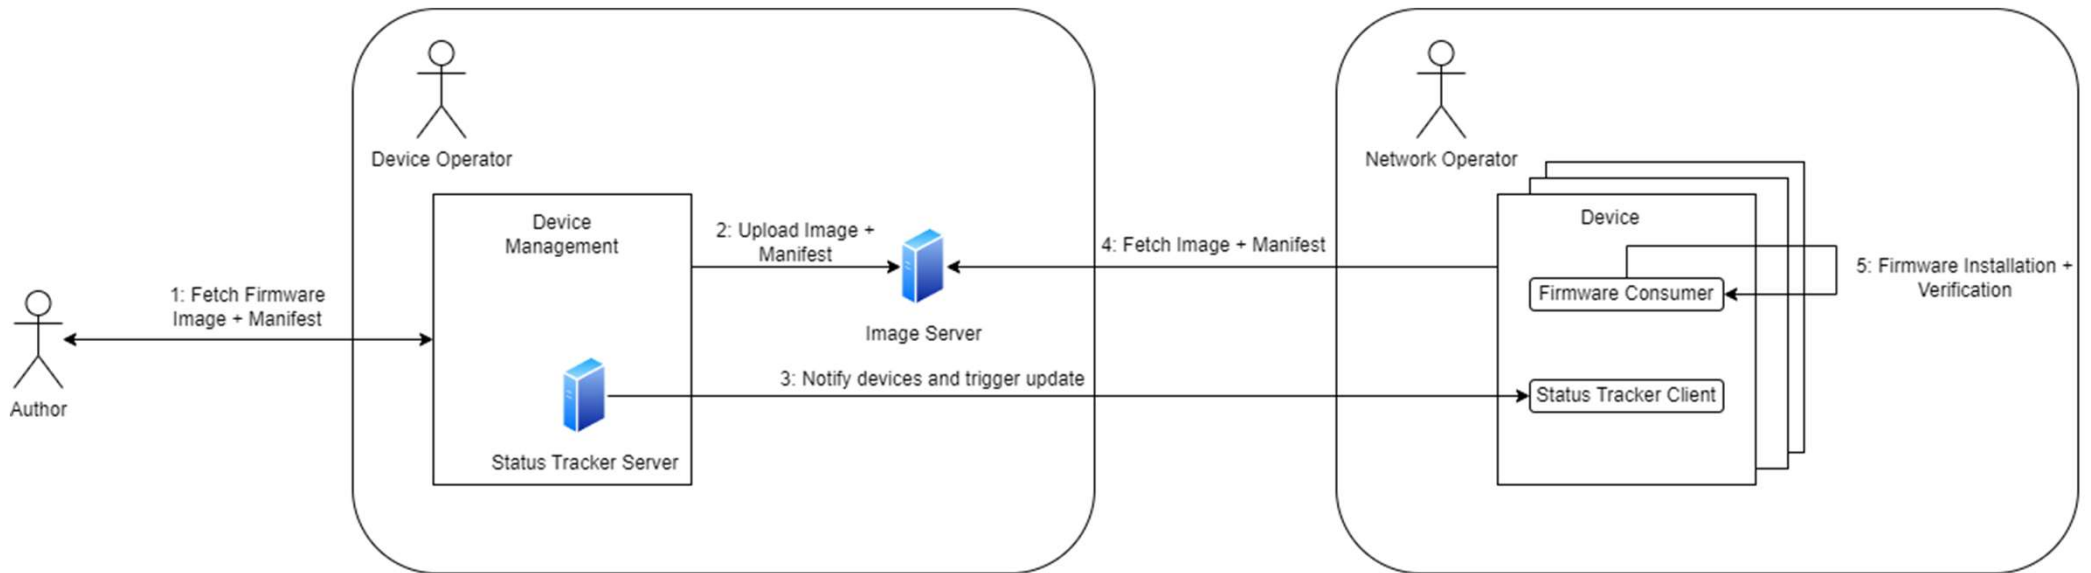 Device Operator
Network Operator
Device
Management
Device
2: Upload Image +
Manifest
4: Fetch Image + Manifest
5: Firmware Installation +
Verification
Firmware Consumer
1: Fetch Firmware
Image + Manifest
Image Server
3: Notify devices and trigger update
Status Tracker Client
Author
Status Tracker Server